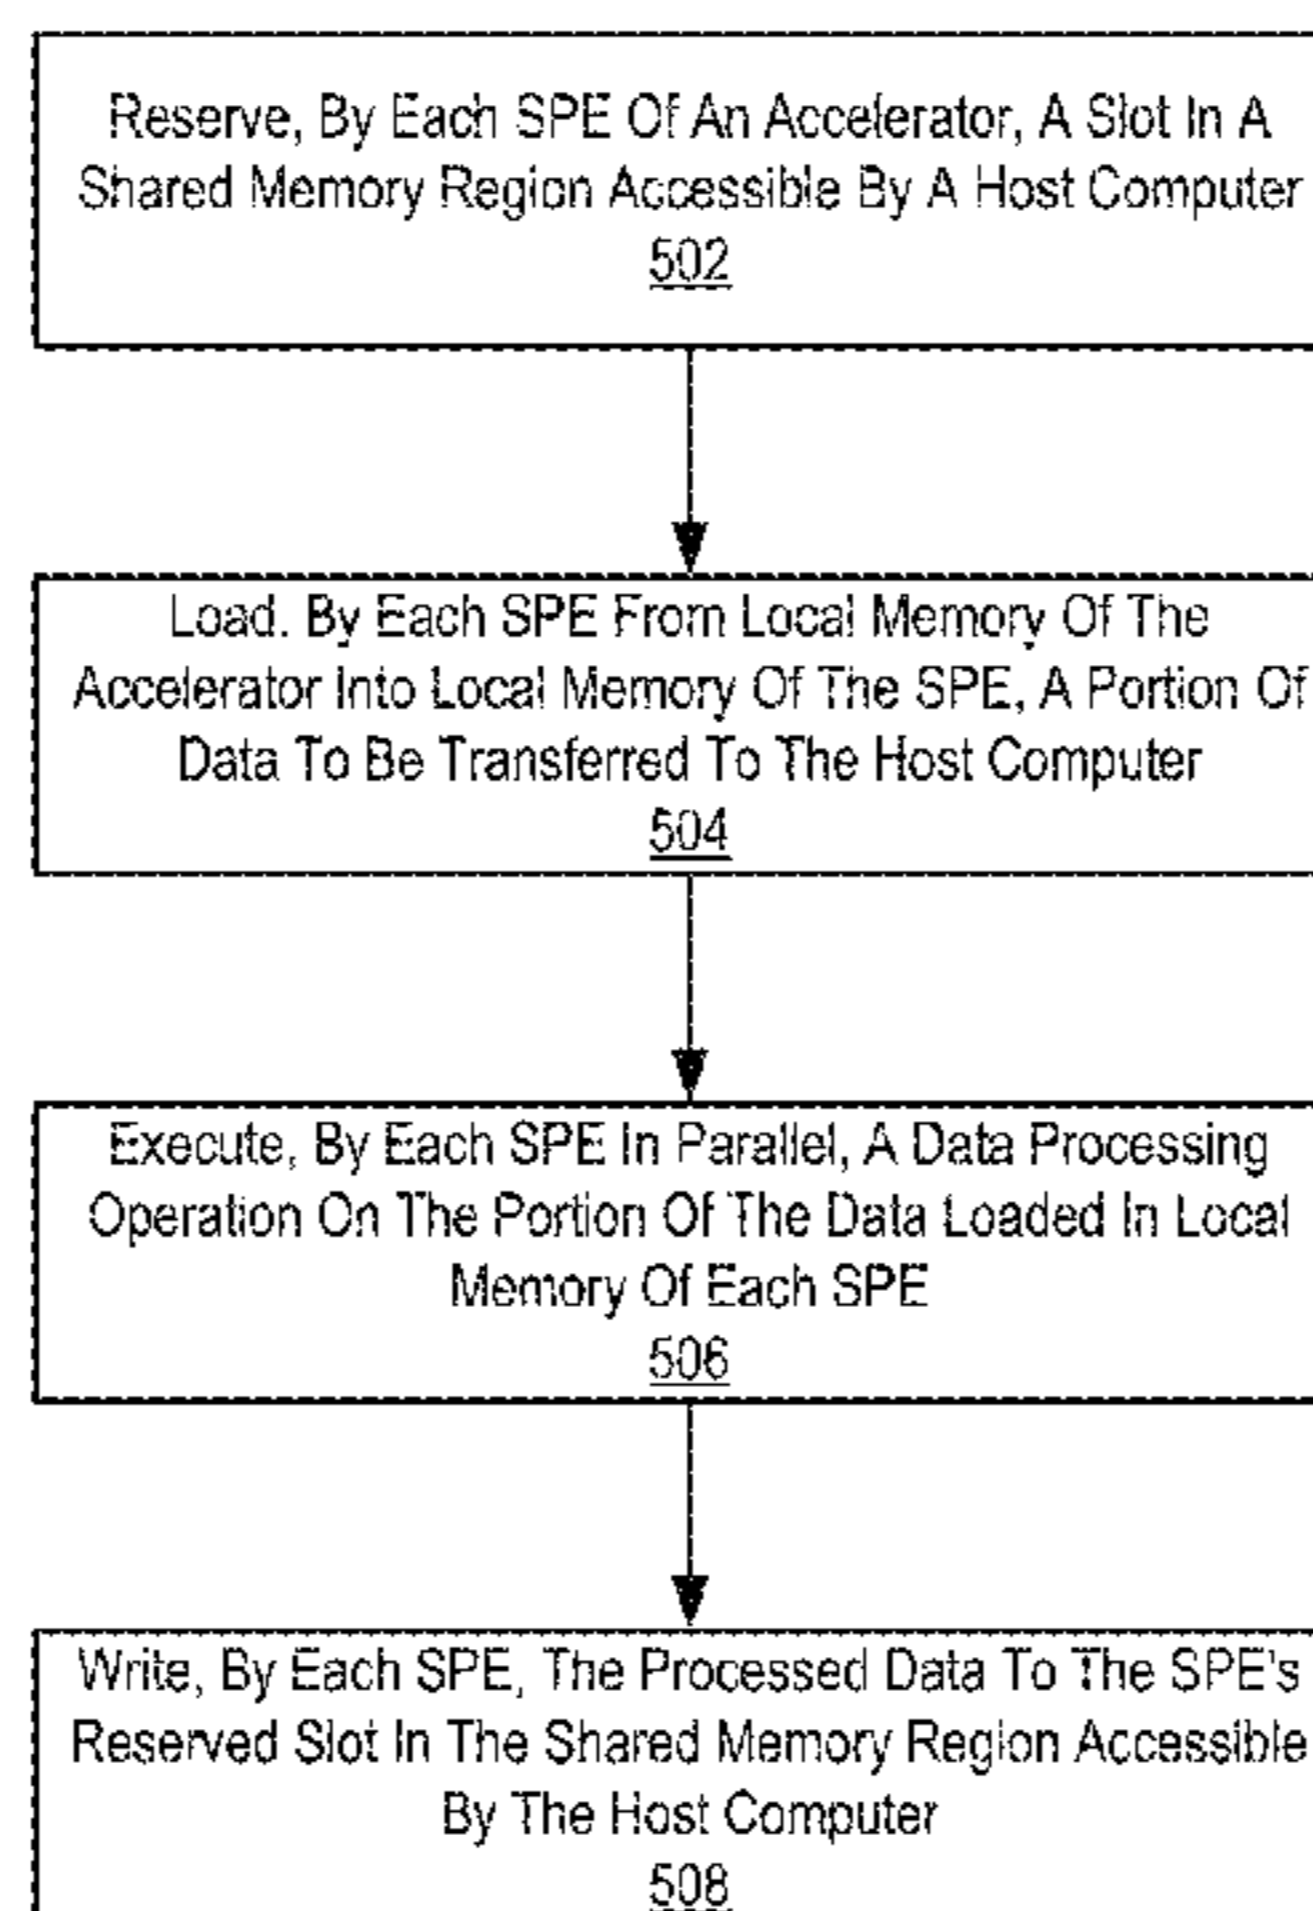 Reserve, By Each SPE Of An Accelerator, A Slot In A
Shared Memory Region Accessible By A Host Computer
502
Load. By Each SPE From Local Memory Of The
Accelerator Into Local Memory Of The SPE, A Portion Of
Data To Be Transferred To The Host Computer
504
Execute, By Each SPE In Parallel, A Data Processing
Operation On The Portion Of The Data Loaded In Local
Memory Of Each SPE
506
Write, By Each SPE, The Processed Data To The SPE's
Reserved Slot In The Shared Memory Region Accessible
By The Host Computer
508